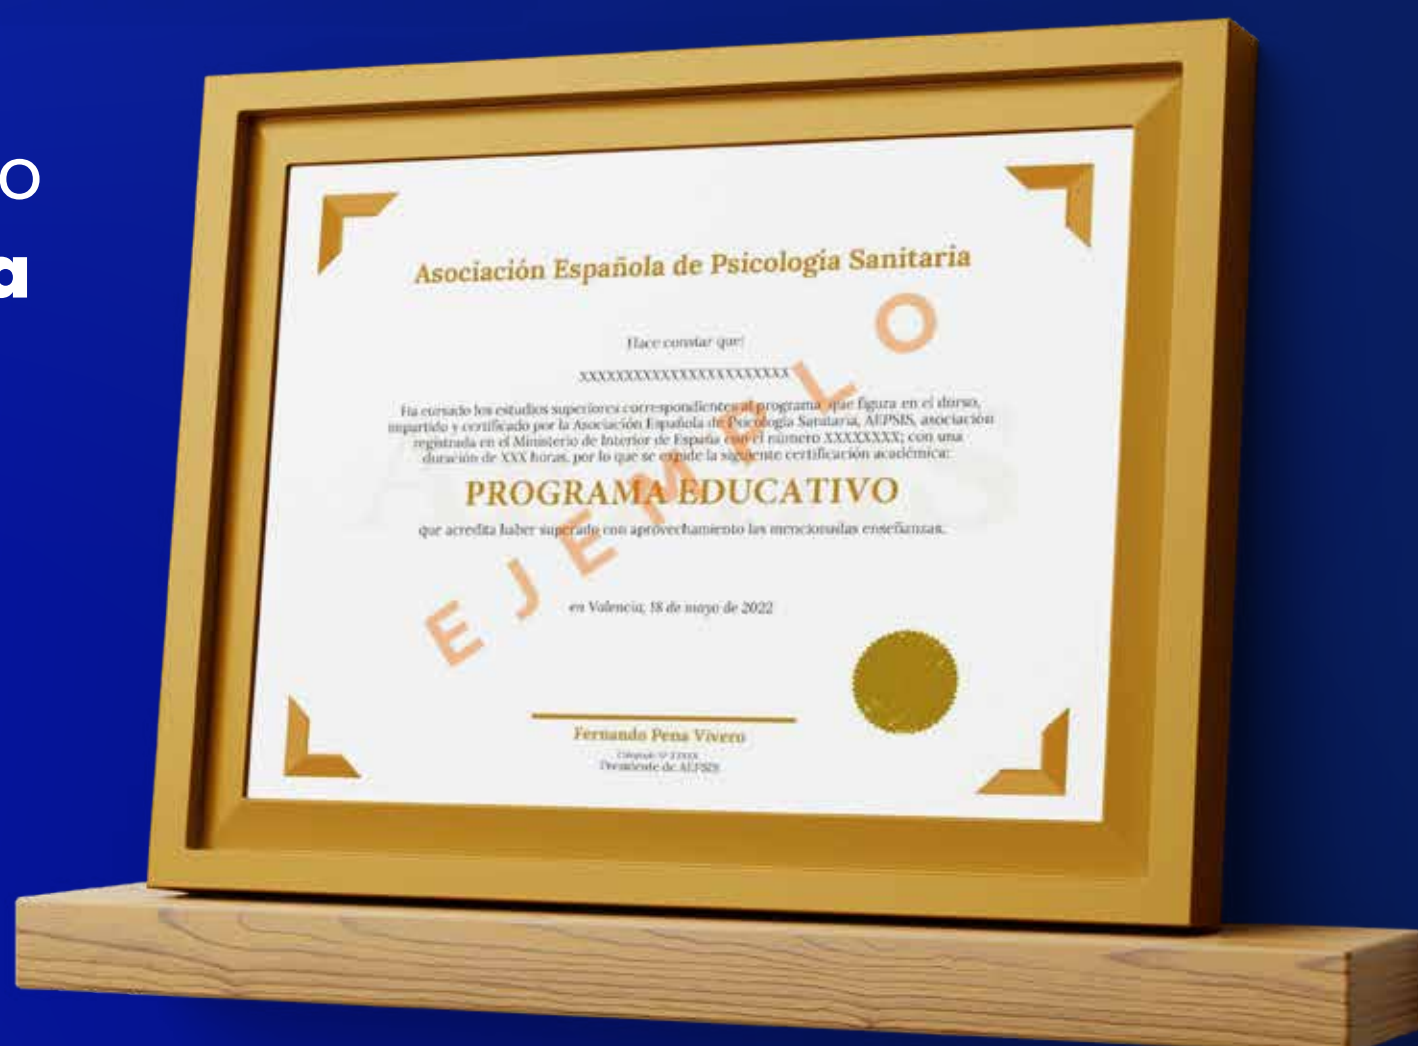 o
a
Asociación Española de Psicología Sanitaria
Hace constar que:
XXXXXXXXXXXXXXXXXXXXXXX
Ha cursado los estudios superiores correspondientes al programa, que figura en el dorso,
impartido y certificado por la Asociación Española de Psicología Sanitaria, AEPSIS, asociación
registrada en el Ministerio de Interior de España con el número XXXXXXXX; con una
duración de XXX horas, por lo que se expide la siguiente certificación académica:
PROGRAMA EDUCATIVO
que acredita haber superado con aprovechamiento las mencionadas enseñanzas.
EJEMPLO
en Valencia, 18 de mayo de 2022
Fernando Pena Vivero
Presidente de AEPSIS